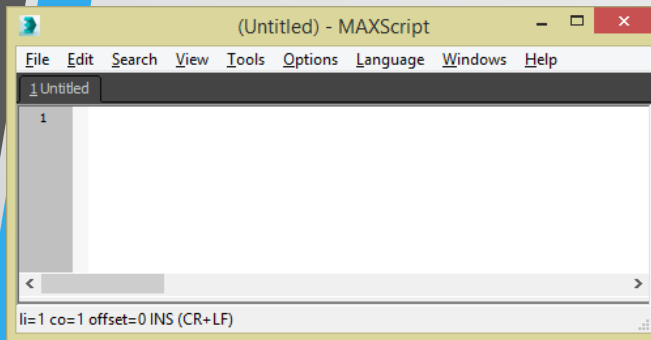 (Untitled) - MAXScript
File Edit Search View Tools Options Language Windows Help
1 Untitled
1
li=1 co=1 offset=0 INS (CR+LF)